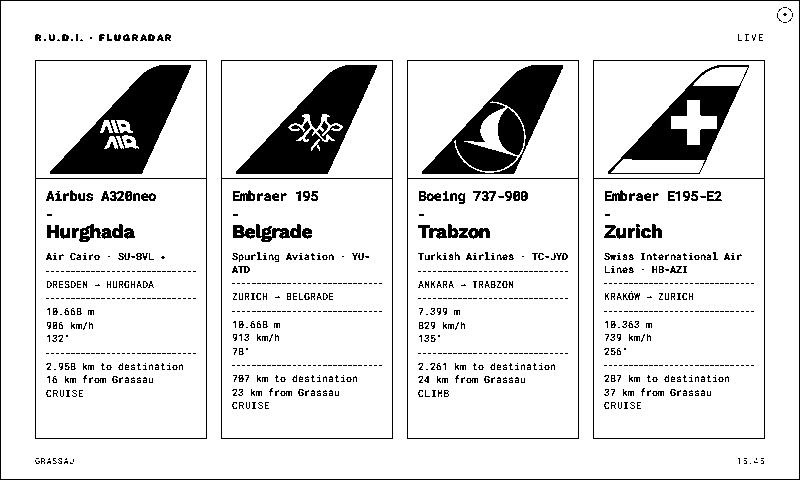 R.U.D.I. · FLUGRADAR
LIVE
AIR
AIR
Airbus A320neo
-
Hurghada
Air Cairo · SU-BVL ✦
DRESDEN → HURGHADA
10.668 m
906 km/h
132°
2.958 km to destination
16 km from Grassau
CRUISE
Embraer 195
-
Belgrade
Spurling Aviation · YU-
ATD
ZURICH → BELGRADE
10.668 m
913 km/h
78°
707 km to destination
23 km from Grassau
CRUISE
Boeing 737-900
-
Trabzon
Turkish Airlines · TC-JYD
ANKARA → TRABZON
7.399 m
829 km/h
135°
2.261 km to destination
24 km from Grassau
CLIMB
Embraer E195-E2
-
Zurich
Swiss International Air
Lines · HB-AZI
KRAKÓW → ZURICH
10.363 m
739 km/h
256°
287 km to destination
37 km from Grassau
CRUISE
GRASSAU